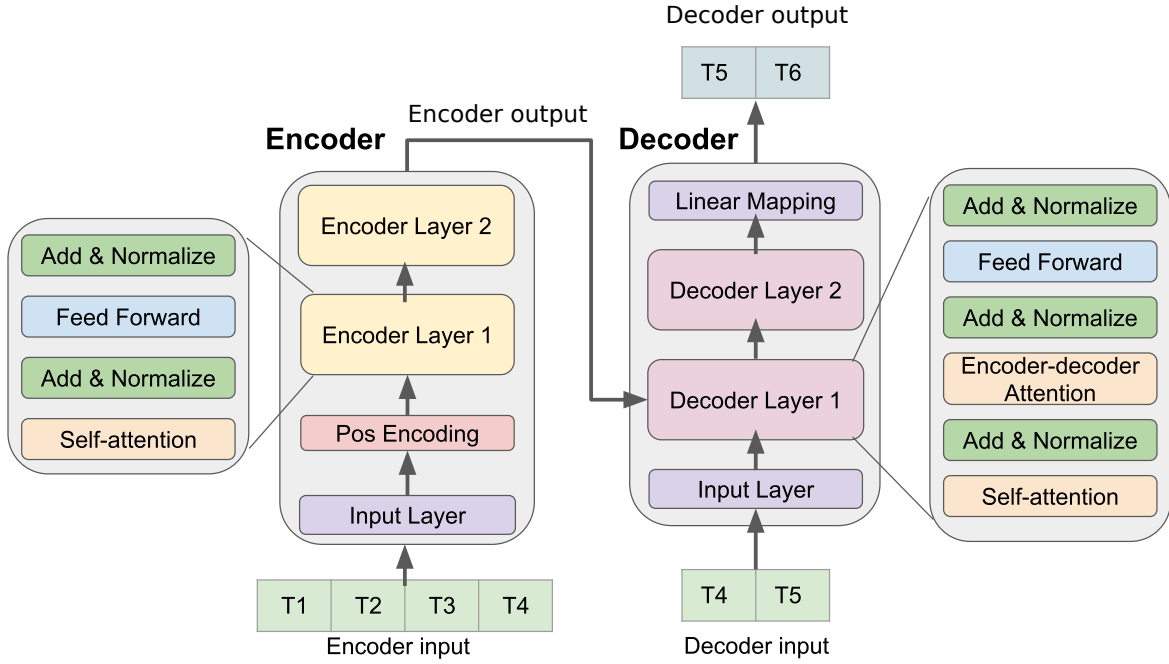 Decoder output
T5 T6
Encoder output
Encoder
Decoder
Encoder Layer 2
Encoder Layer 1
Pos Encoding
Input Layer
T1 T2 T3 T4
Encoder input
Add & Normalize
Feed Forward
Add & Normalize
Self-attention
Linear Mapping
Decoder Layer 2
Decoder Layer 1
Input Layer
T4 T5
Decoder input
Add & Normalize
Feed Forward
Add & Normalize
Encoder-decoder
Attention
Add & Normalize
Self-attention